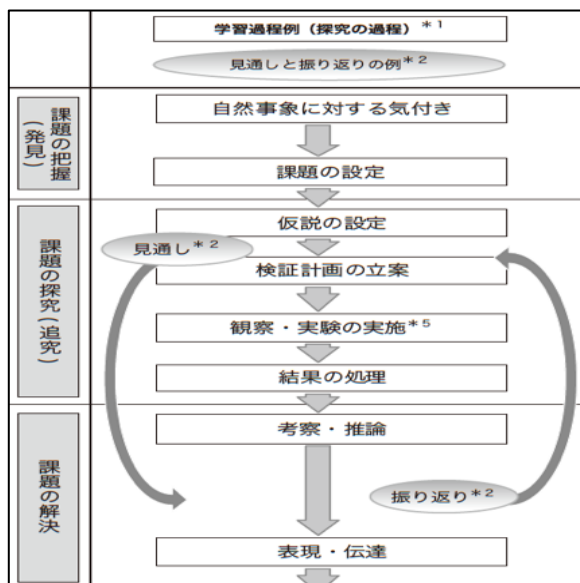 学習過程例（探究の過程）＊1
見通しと振り返りの例＊2
課題の把握
(発見)
自然事象に対する気付き
課題の設定
課題の探究(追究)
仮説の設定
見通し＊2
検証計画の立案
観察・実験の実施＊5
結果の処理
課題の解決
考察・推論
振り返り＊2
表現・伝達